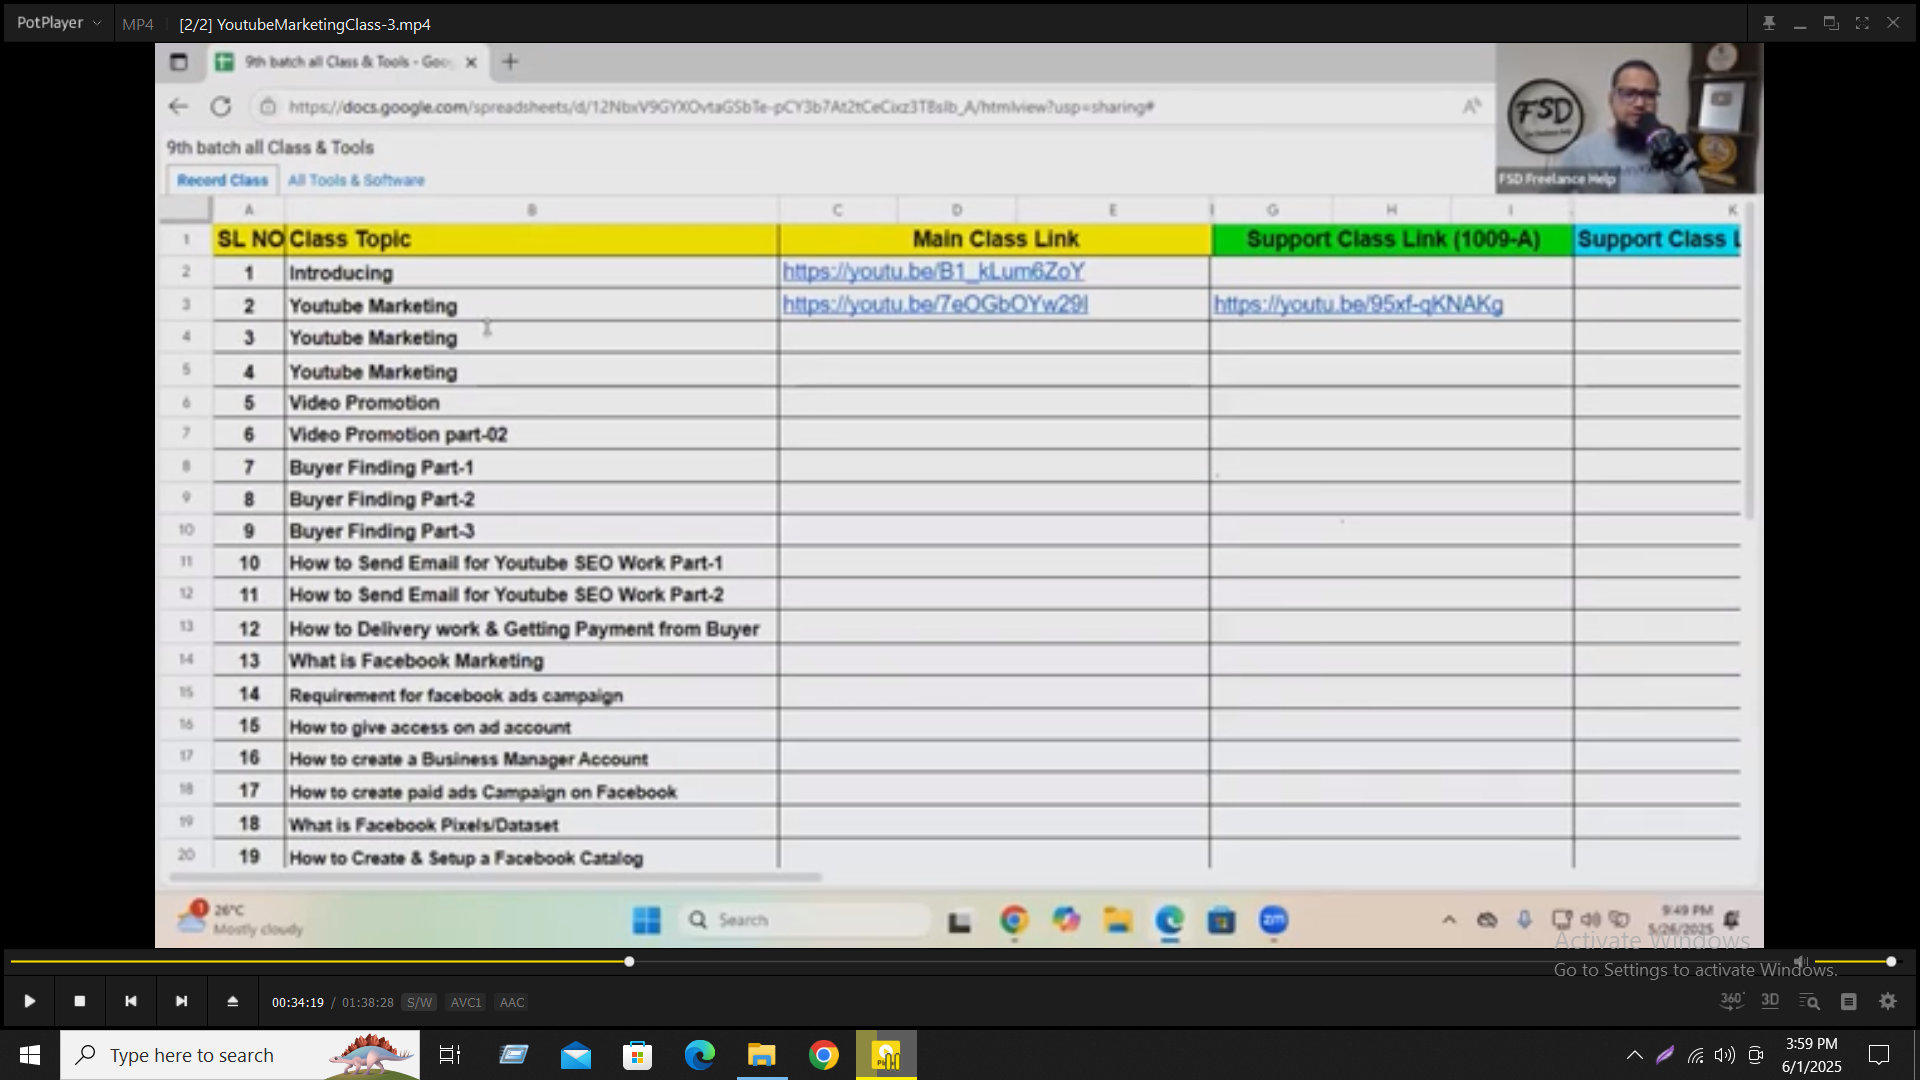 PotPlayer MP4 [2/2] YoutubeMarketingClass-3.mp4
9th batch all Class & Tools - Goo
https://docs.google.com/spreadsheets/d/12NbxV9GYXOvtaGSbTe-pCY3b7At2tCeCixz3T8sIb_A/htmlview?usp=sharing#
FSD
FSD Freelance Help
9th batch all Class & Tools
Record Class All Tools & Software
A B C D E G H I K
1 SL NO Class Topic Main Class Link Support Class Link (1009-A) Support Class L
2 1 Introducing https://youtu.be/B1_kLum6ZoY
3 2 Youtube Marketing https://youtu.be/7eOGbOYw29I https://youtu.be/95xf-qKNAKg
4 3 Youtube Marketing
5 4 Youtube Marketing
6 5 Video Promotion
7 6 Video Promotion part-02
8 7 Buyer Finding Part-1
9 8 Buyer Finding Part-2
10 9 Buyer Finding Part-3
11 10 How to Send Email for Youtube SEO Work Part-1
12 11 How to Send Email for Youtube SEO Work Part-2
13 12 How to Delivery work & Getting Payment from Buyer
14 13 What is Facebook Marketing
15 14 Requirement for facebook ads campaign
16 15 How to give access on ad account
17 16 How to create a Business Manager Account
18 17 How to create paid ads Campaign on Facebook
19 18 What is Facebook Pixels/Dataset
20 19 How to Create & Setup a Facebook Catalog
1 26°C
Mostly cloudy
Search
zm
9:49 PM
5/26/2025
Activate Windows
Go to Settings to activate Windows.
00:34:19 / 01:38:28 S/W AVC1 AAC
360° 3D
Type here to search
3:59 PM
6/1/2025